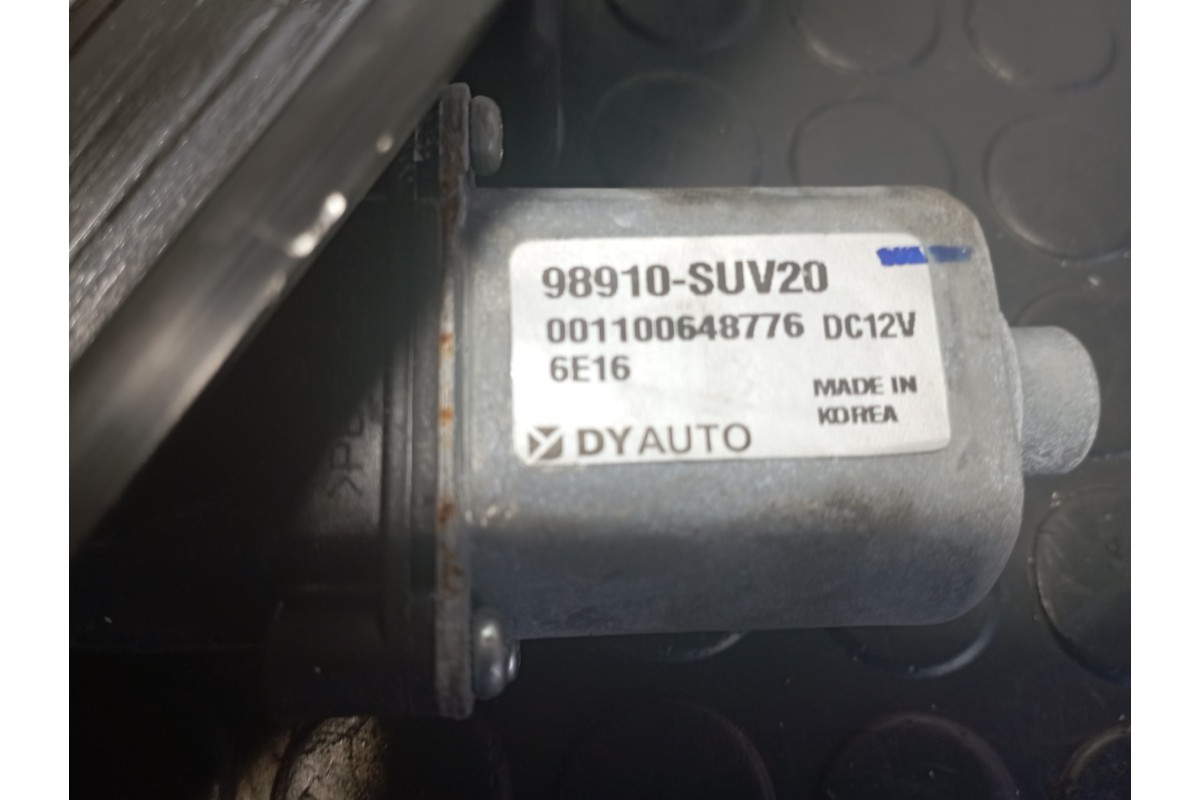 98910-SUV20
001100648776 DC12V
6E16
MADE IN
KOREA
DYAUTO